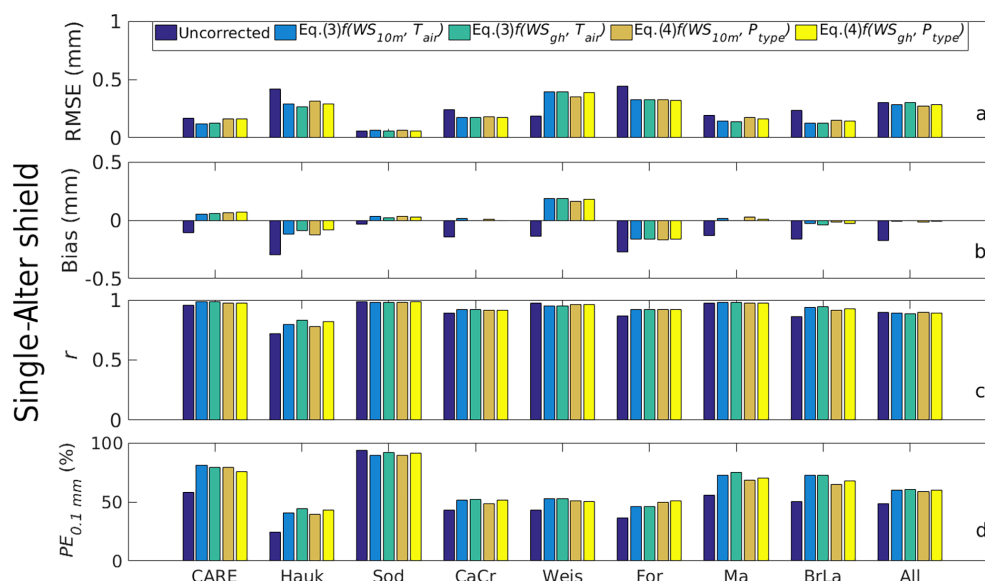 Single-Alter shield
Uncorrected Eq.(3)f(WS10m, Tair) Eq.(3)f(WSgh, Tair) Eq.(4)f(WS10m, Ptype) Eq.(4)f(WSgh, Ptype)
RMSE (mm)
1
0.5
0
a
Bias (mm)
0.5
0
-0.5
b
r
1
0.5
0
c
PE0.1 mm (%)
100
50
0
d
CARE Hauk Sod CaCr Weis For Ma BrLa All